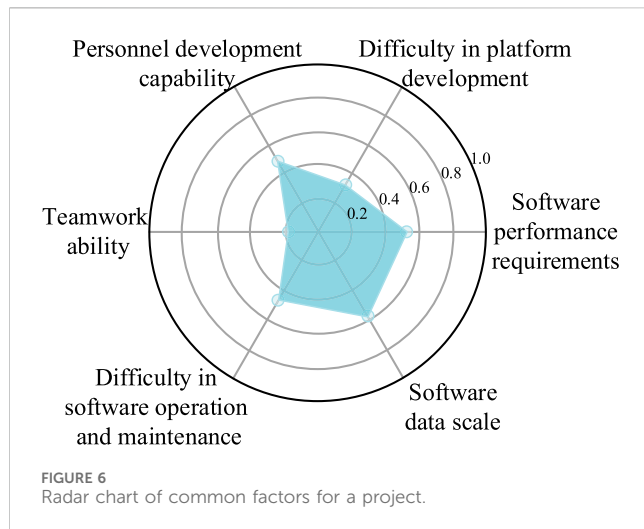 Personnel development
capability
Difficulty in platform
development
1.0
0.8
0.6
0.4
0.2
Teamwork
ability
Software
performance
requirements
Difficulty in
software operation
and maintenance
Software
data scale
FIGURE 6
Radar chart of common factors for a project.